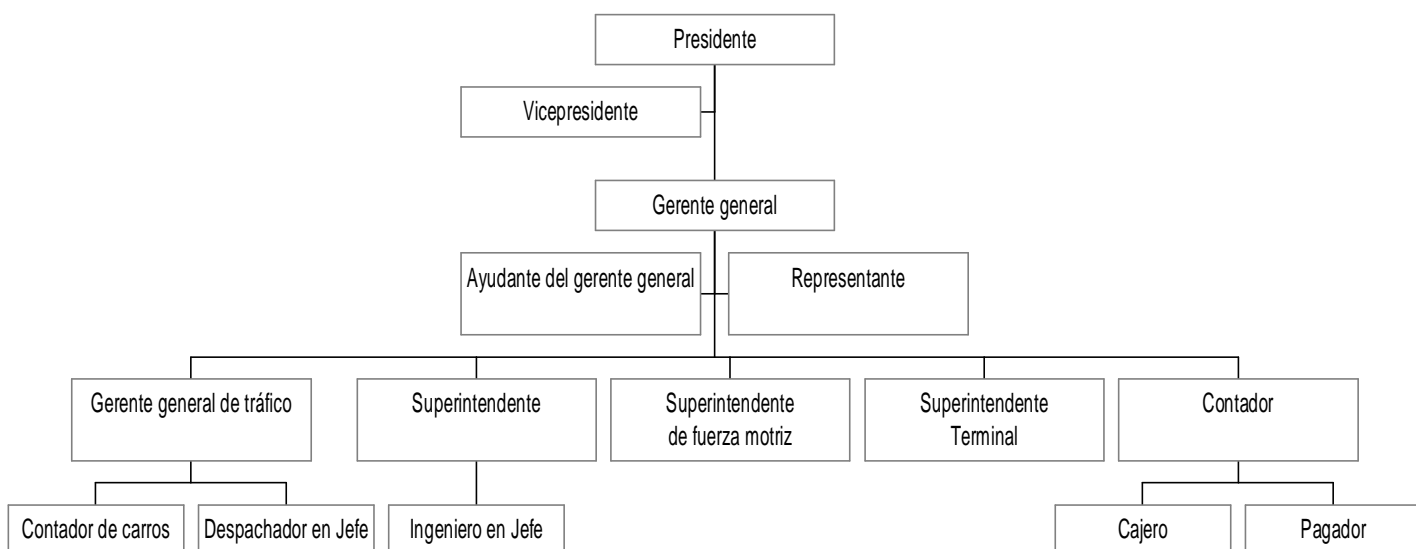 Presidente
Vicepresidente
Gerente general
Ayudante del gerente general
Representante
Gerente general de tráfico
Superintendente
Superintendente
de fuerza motriz
Superintendente
Terminal
Contador
Contador de carros
Despachador en Jefe
Ingeniero en Jefe
Cajero
Pagador